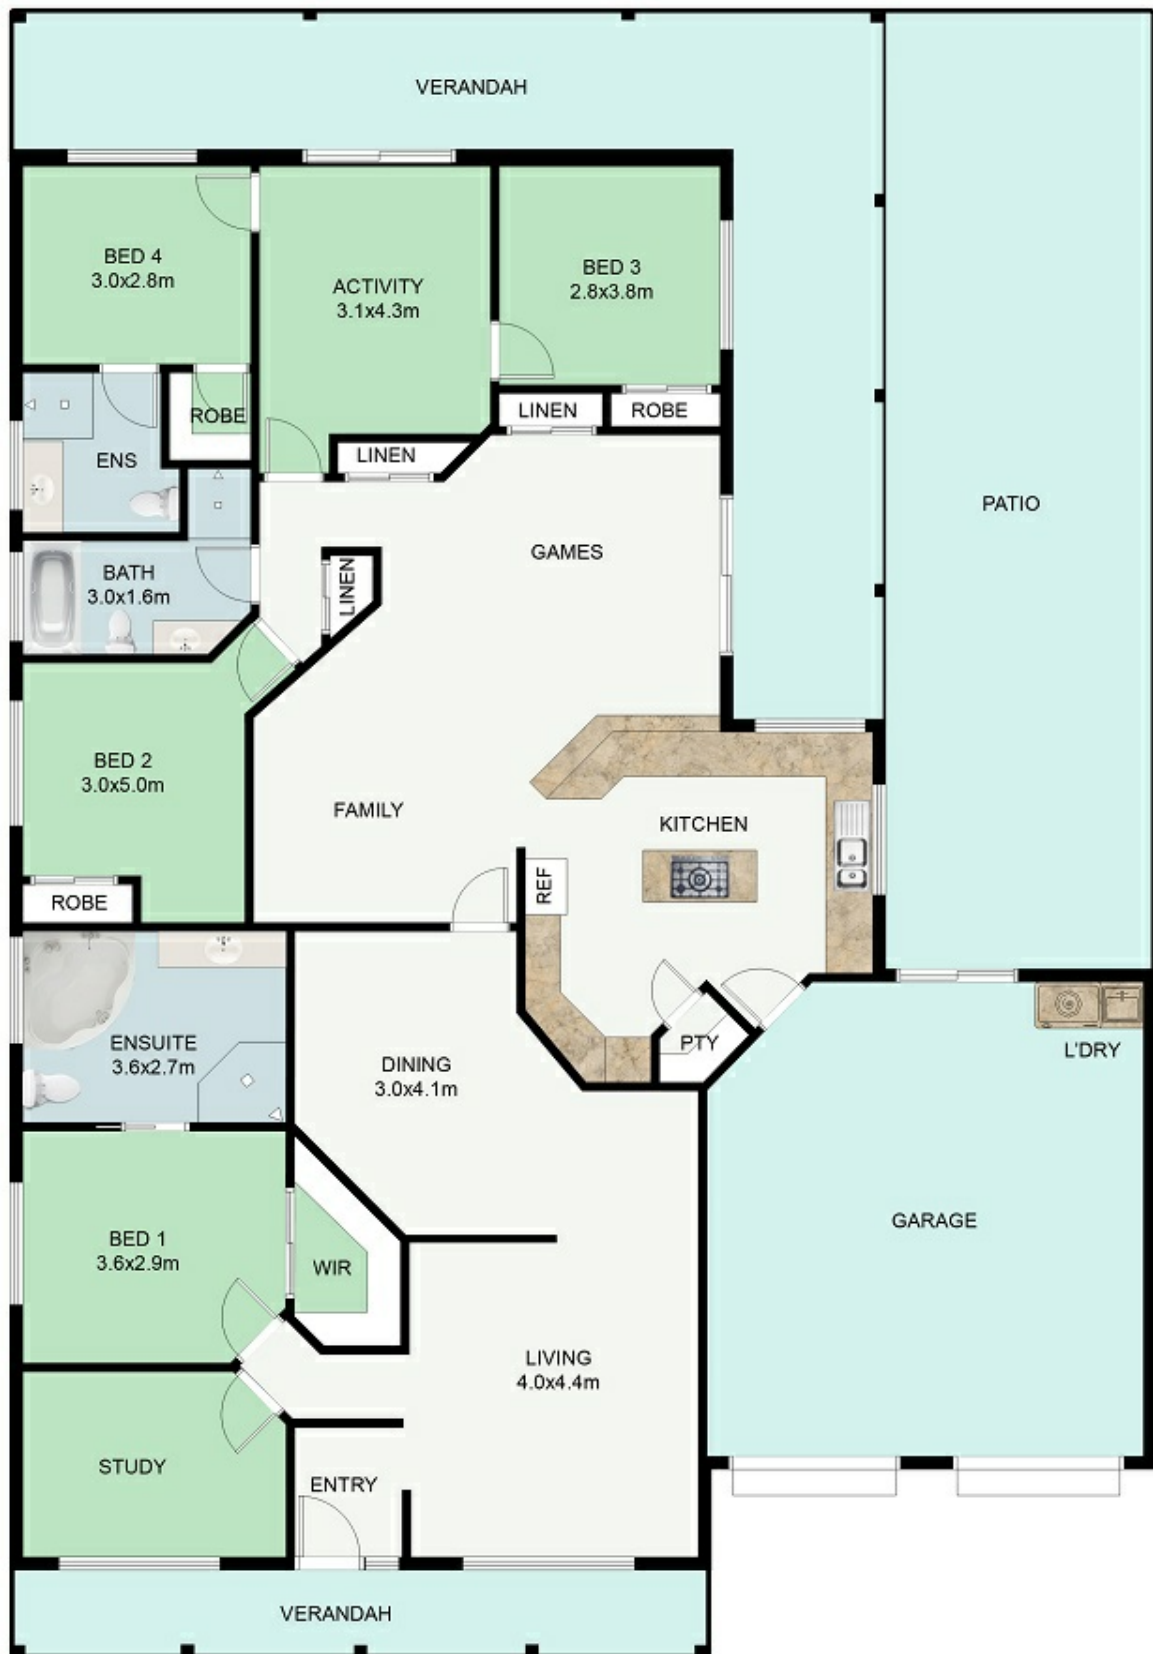 VERANDAH
BED 4
3.0x2.8m
ACTIVITY
3.1x4.3m
BED 3
2.8x3.8m
ROBE
LINEN
ROBE
ENS
LINEN
PATIO
GAMES
BATH
3.0x1.6m
LINEN
BED 2
3.0x5.0m
FAMILY
KITCHEN
REF
ROBE
ENSUITE
3.6x2.7m
DINING
3.0x4.1m
PTY
L'DRY
BED 1
3.6x2.9m
WIR
GARAGE
LIVING
4.0x4.4m
STUDY
ENTRY
VERANDAH